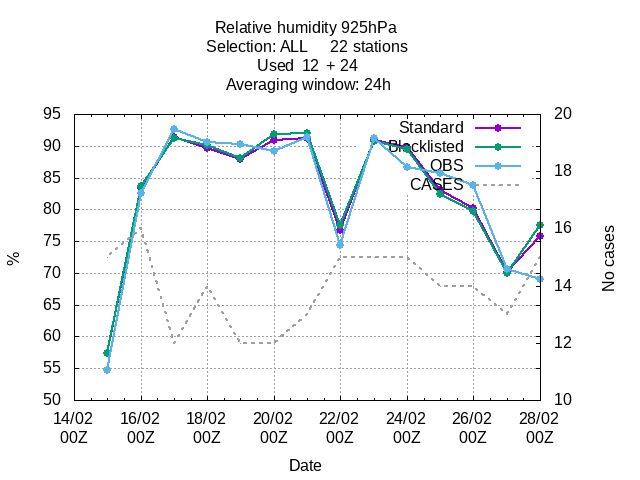 Relative humidity 925hPa
Selection: ALL 22 stations
Used 12 + 24
Averaging window: 24h
Standard
Blacklisted
OBS
CASES
95
90
85
80
75
70
65
60
55
50
%
20
18
16
14
12
10
No cases
14/02 16/02 18/02 20/02 22/02 24/02 26/02 28/02
00Z 00Z 00Z 00Z 00Z 00Z 00Z 00Z
Date